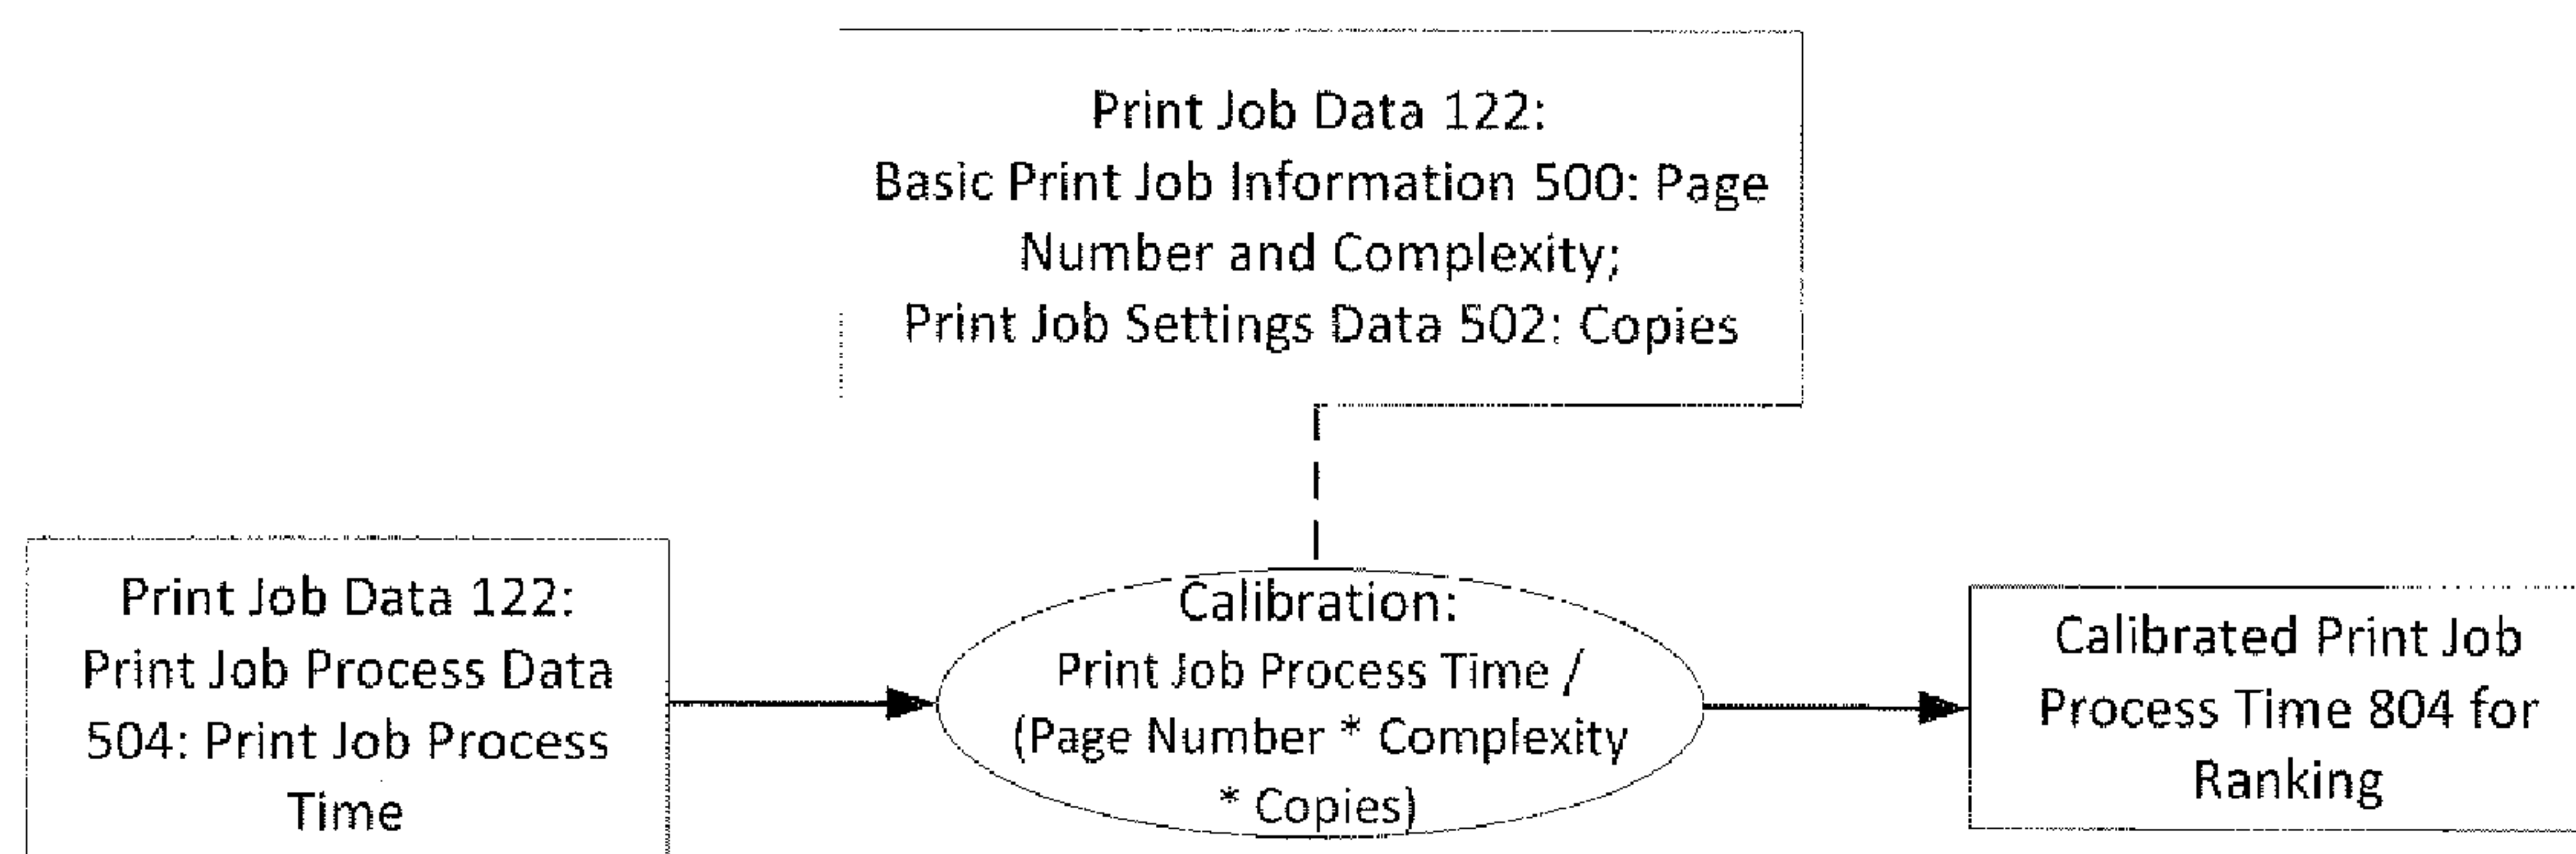 Print Job Data 122:
Basic Print Job Information 500: Page
Number and Complexity;
Print Job Settings Data 502: Copies
Print Job Data 122:
Print Job Process Data
504: Print Job Process
Time
Calibration:
Print Job Process Time /
(Page Number * Complexity
* Copies)
Calibrated Print Job
Process Time 804 for
Ranking